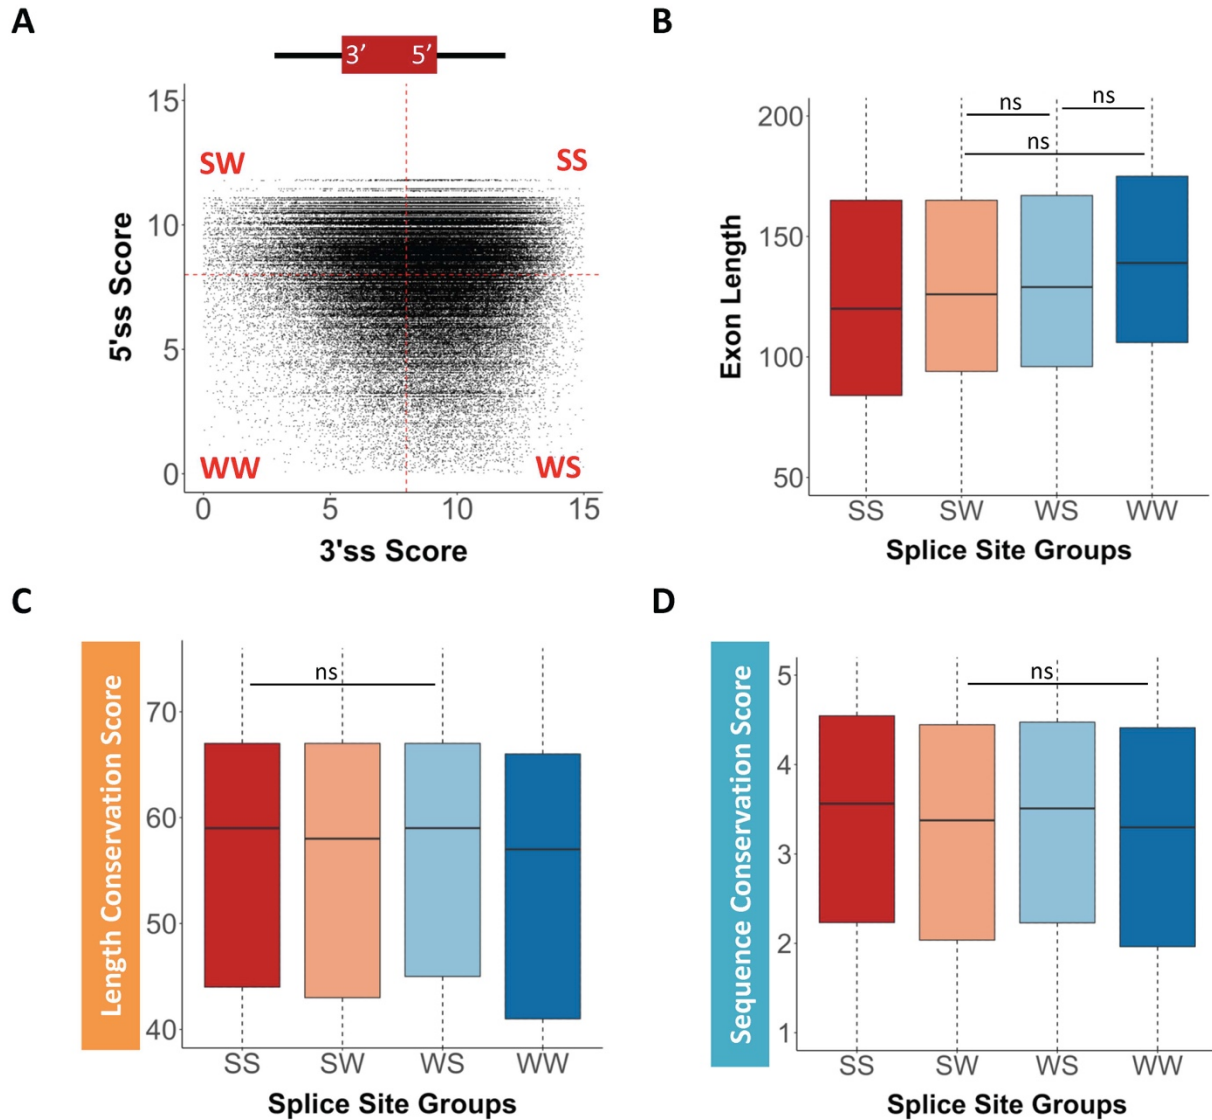 A
3’ 5’
15
10
5
0
5'ss Score
SW
SS
WW
WS
0 5 10 15
3'ss Score
B
200
150
100
50
Exon Length
ns
ns
ns
SS SW WS WW
Splice Site Groups
C
Length Conservation Score
70
60
50
40
ns
SS SW WS WW
Splice Site Groups
D
Sequence Conservation Score
5
4
3
2
1
ns
SS SW WS WW
Splice Site Groups